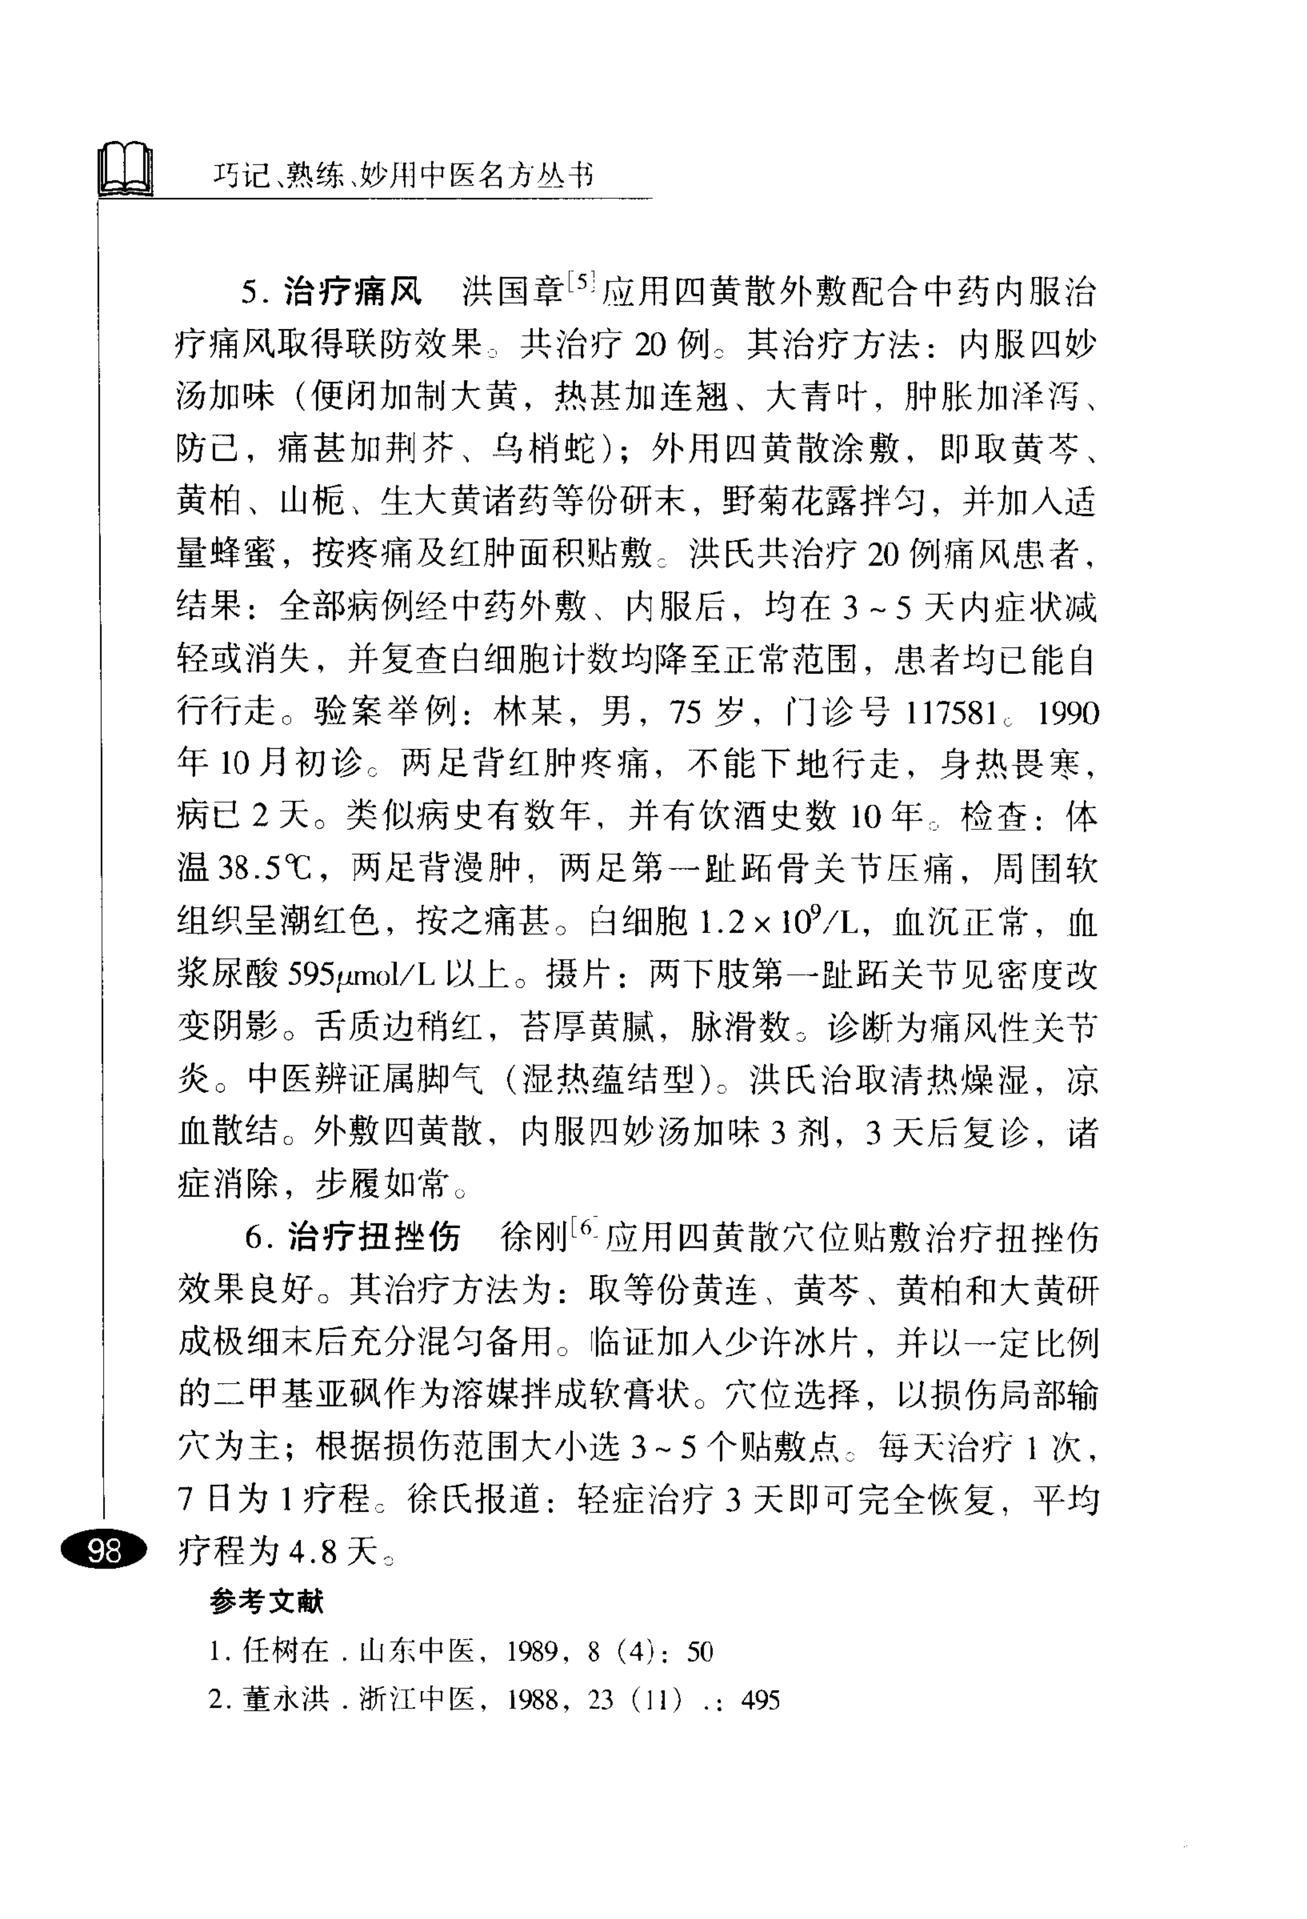 巧记、熟练、妙用中医名方丛书
5. 治疗痛风 洪国章[5]应用四黄散外敷配合中药内服治
疗痛风取得联防效果。共治疗 20 例。其治疗方法：内服四妙
汤加味（便闭加制大黄，热甚加连翘、大青叶，肿胀加泽泻、
防己，痛甚加荆芥、乌梢蛇）；外用四黄散涂敷，即取黄芩、
黄柏、山栀、生大黄诸药等份研末，野菊花露拌匀，并加入适
量蜂蜜，按疼痛及红肿面积贴敷。洪氏共治疗 20 例痛风患者，
结果：全部病例经中药外敷、内服后，均在 3～5 天内症状减
轻或消失，并复查白细胞计数均降至正常范围，患者均已能自
行行走。验案举例：林某，男，75 岁，门诊号 117581。1990
年 10 月初诊。两足背红肿疼痛，不能下地行走，身热畏寒，
病已 2 天。类似病史有数年，并有饮酒史数 10 年。检查：体
温 38.5℃，两足背漫肿，两足第一趾跖骨关节压痛，周围软
组织呈潮红色，按之痛甚。白细胞 1.2×10⁹/L，血沉正常，血
浆尿酸 595μmol/L 以上。摄片：两下肢第一趾跖关节见密度改
变阴影。舌质边稍红，苔厚黄腻，脉滑数。诊断为痛风性关节
炎。中医辨证属脚气（湿热蕴结型）。洪氏治取清热燥湿，凉
血散结。外敷四黄散，内服四妙汤加味 3 剂，3 天后复诊，诸
症消除，步履如常。
6. 治疗扭挫伤 徐刚[6]应用四黄散穴位贴敷治疗扭挫伤
效果良好。其治疗方法为：取等份黄连、黄芩、黄柏和大黄研
成极细末后充分混匀备用。临证加入少许冰片，并以一定比例
的二甲基亚砜作为溶媒拌成软膏状。穴位选择，以损伤局部输
穴为主；根据损伤范围大小选 3～5 个贴敷点。每天治疗 1 次，
7 日为 1 疗程。徐氏报道：轻症治疗 3 天即可完全恢复，平均
疗程为 4.8 天。
98
参考文献
1. 任树在．山东中医，1989，8（4）：50
2. 董永洪．浙江中医，1988，23（11）.：495